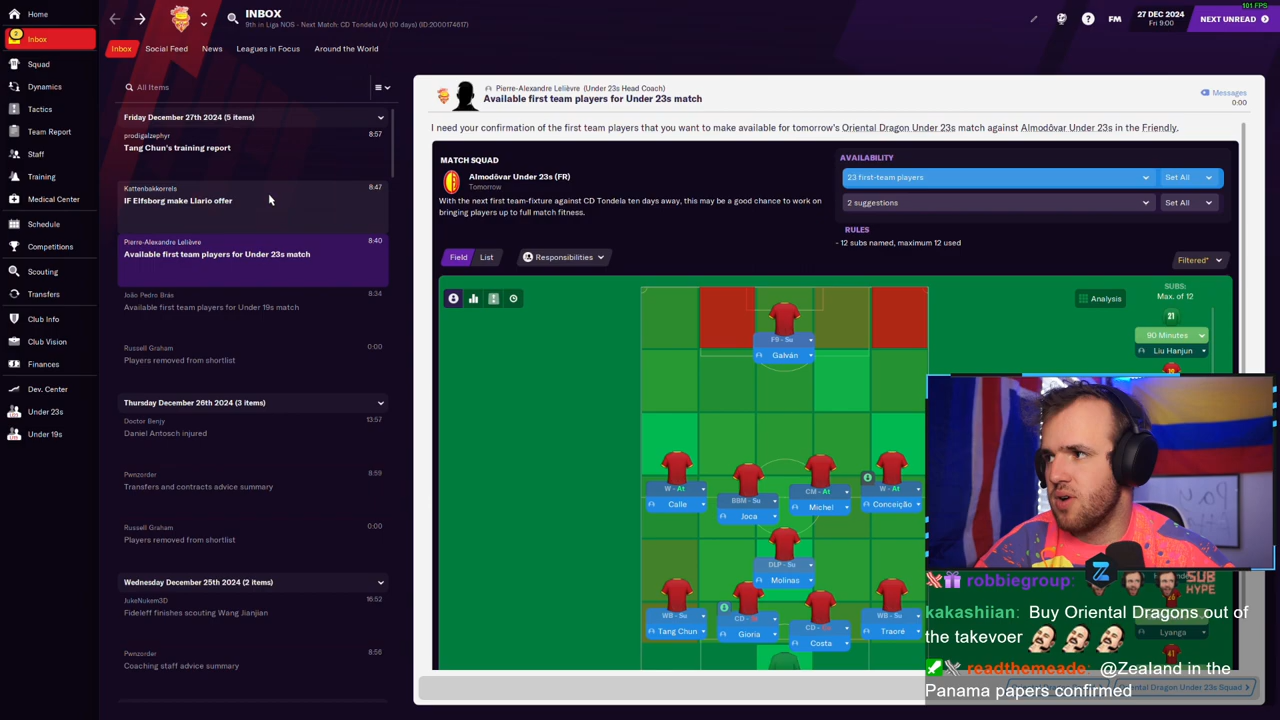 101 FPS
Home
2
Inbox
Squad
Dynamics
Tactics
Team Report
Staff
Training
Medical Center
Schedule
Competitions
Scouting
Transfers
Club Info
Club Vision
Finances
Dev. Center
Under 23s
Under 19s
INBOX
9th in Liga NOS - Next Match: CD Tondela (A) (10 days) (ID:2000174617)
FM
27 DEC 2024
Fri 9:00
NEXT UNREAD
Inbox
Social Feed
News
Leagues in Focus
Around the World
All Items
Friday December 27th 2024 (5 items)
prodigalzephyr
8:57
Tang Chun's training report
Kattenbakkorrels
8:47
IF Elfsborg make Llario offer
Pierre-Alexandre Lelièvre
8:40
Available first team players for Under 23s match
João Pedro Brás
8:34
Available first team players for Under 19s match
Russell Graham
0:00
Players removed from shortlist
Thursday December 26th 2024 (3 items)
Doctor Benjy
13:57
Daniel Antosch injured
Pwnzorder
8:59
Transfers and contracts advice summary
Russell Graham
0:00
Players removed from shortlist
Wednesday December 25th 2024 (2 items)
JukeNukem3D
16:52
Fideleff finishes scouting Wang Jianjian
Pwnzorder
8:56
Coaching staff advice summary
Pierre-Alexandre Lelièvre (Under 23s Head Coach)
Available first team players for Under 23s match
Messages
0:00
I need your confirmation of the first team players that you want to make available for tomorrow's Oriental Dragon Under 23s match against Almodôvar Under 23s in the Friendly.
MATCH SQUAD
Almodôvar Under 23s (FR)
Tomorrow
With the next first team-fixture against CD Tondela ten days away, this may be a good chance to work on
bringing players up to full match fitness.
AVAILABILITY
23 first-team players
Set All
2 suggestions
Set All
RULES
- 12 subs named, maximum 12 used
Field
List
Responsibilities
Filtered*
Analysis
SUBS:
Max. of 12
21
90 Minutes
Liu Hanjun
F9 - Su
Galván
W - At
Calle
BBM - Su
Joca
CM - At
Michel
W - At
Conceição
DLP - Su
Molinas
WB - Su
Tang Chun
Gloria
Costa
WB - Su
Traoré
Lyanga
41
Under 23s Squad
robbiegroup:
SUB
HYPE
kakashiian: Buy Oriental Dragons out of
the takevoer
readthemeade: @Zealand in the
Panama papers confirmed